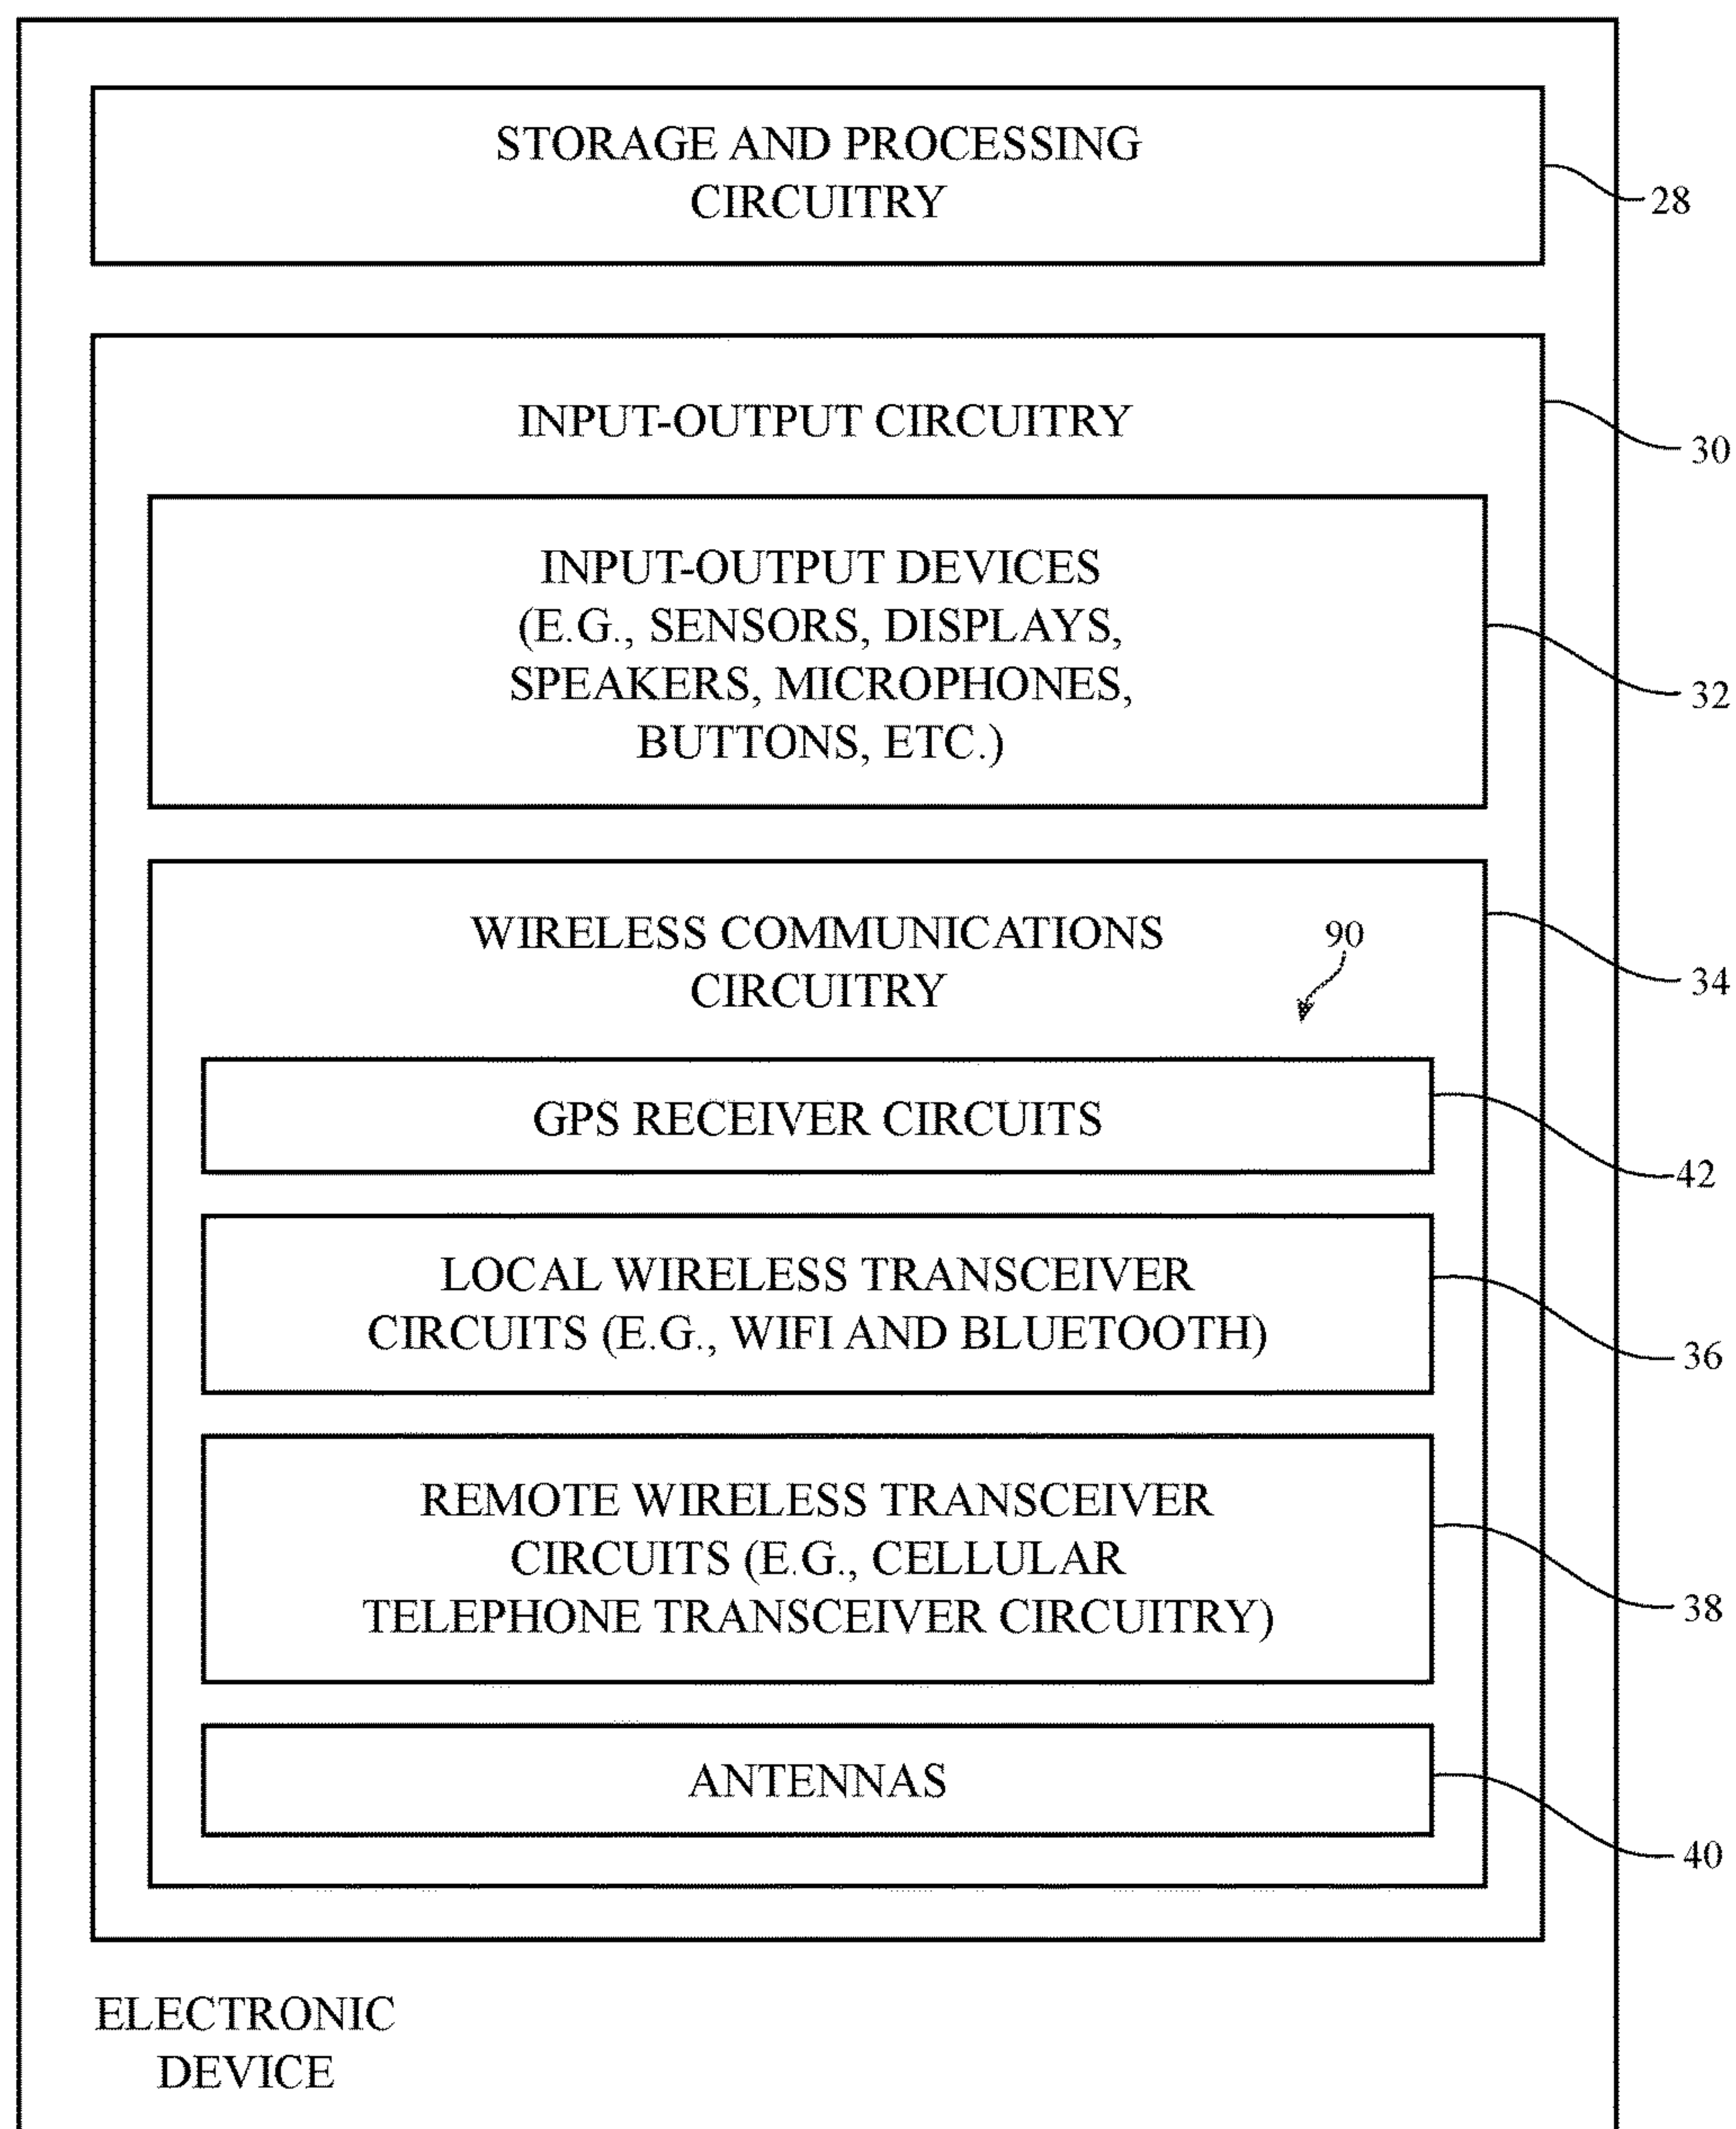 STORAGE AND PROCESSING
CIRCUITRY
28
INPUT-OUTPUT CIRCUITRY
30
INPUT-OUTPUT DEVICES
(E.G., SENSORS, DISPLAYS,
SPEAKERS, MICROPHONES,
BUTTONS, ETC.)
32
WIRELESS COMMUNICATIONS
CIRCUITRY
90
34
GPS RECEIVER CIRCUITS
42
LOCAL WIRELESS TRANSCEIVER
CIRCUITS (E.G., WIFI AND BLUETOOTH)
36
REMOTE WIRELESS TRANSCEIVER
CIRCUITS (E.G., CELLULAR
TELEPHONE TRANSCEIVER CIRCUITRY)
38
ANTENNAS
40
ELECTRONIC
DEVICE